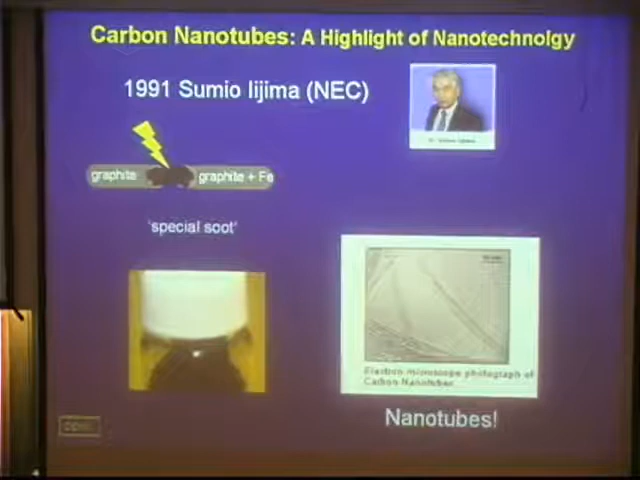 Carbon Nanotubes: A Highlight of Nanotechnolgy
1991 Sumio Iijima (NEC)
graphite
graphite + Fe
'special soot'
Electron microscope photograph of
Carbon Nanotubes
Nanotubes!